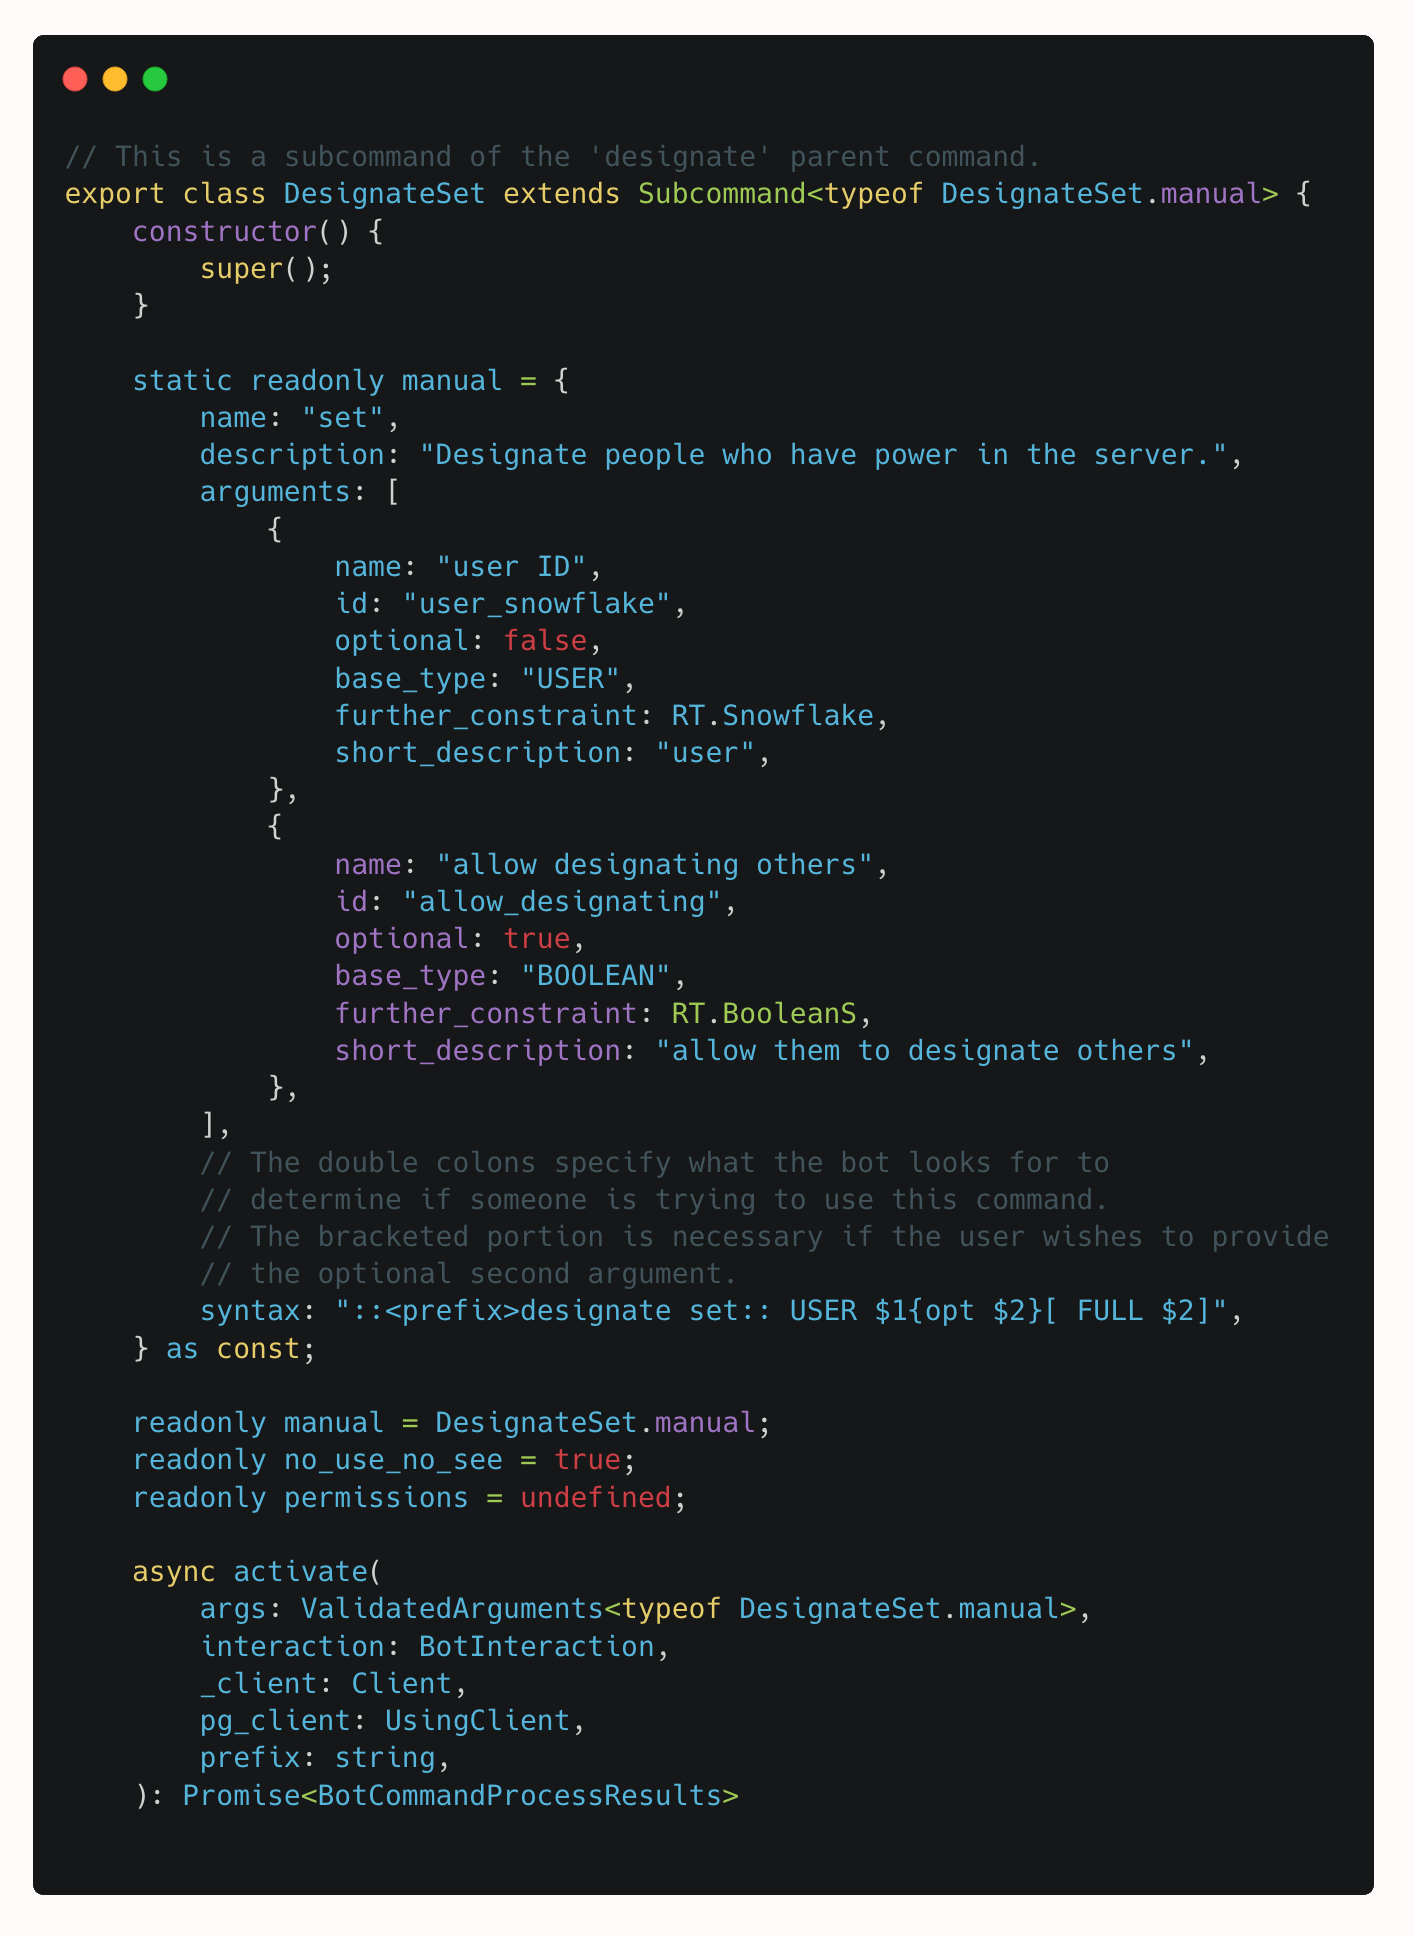 // This is a subcommand of the 'designate' parent command.
export class DesignateSet extends Subcommand<typeof DesignateSet.manual> {
    constructor() {
        super();
    }

    static readonly manual = {
        name: "set",
        description: "Designate people who have power in the server.",
        arguments: [
            {
                name: "user ID",
                id: "user_snowflake",
                optional: false,
                base_type: "USER",
                further_constraint: RT.Snowflake,
                short_description: "user",
            },
            {
                name: "allow designating others",
                id: "allow_designating",
                optional: true,
                base_type: "BOOLEAN",
                further_constraint: RT.BooleanS,
                short_description: "allow them to designate others",
            },
        ],
        // The double colons specify what the bot looks for to
        // determine if someone is trying to use this command.
        // The bracketed portion is necessary if the user wishes to provide
        // the optional second argument.
        syntax: "::<prefix>designate set:: USER $1{opt $2}[ FULL $2]",
    } as const;

    readonly manual = DesignateSet.manual;
    readonly no_use_no_see = true;
    readonly permissions = undefined;

    async activate(
        args: ValidatedArguments<typeof DesignateSet.manual>,
        interaction: BotInteraction,
        _client: Client,
        pg_client: UsingClient,
        prefix: string,
    ): Promise<BotCommandProcessResults>